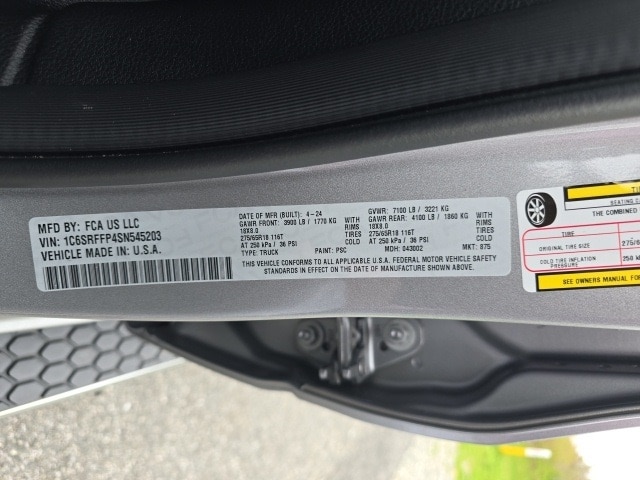 MFD BY: FCA US LLC
VIN: 1C6SRFFP4SN545203
VEHICLE MADE IN: U.S.A.
DATE OF MFR (BUILT): 4-24 GVWR: 7100 LB / 3221 KG
GAWR FRONT: 3900 LB / 1770 KG WITH GAWR REAR: 4100 LB / 1860 KG WITH
18X8.0 RIMS 18X8.0 RIMS
275/65R18 116T TIRES 275/65R18 116T TIRES
AT 250 kPa / 36 PSI COLD AT 250 kPa / 36 PSI COLD
TYPE: TRUCK PAINT: PSC MDH: 043002 MKT: 875
THIS VEHICLE CONFORMS TO ALL APPLICABLE U.S.A. FEDERAL MOTOR VEHICLE SAFETY
STANDARDS IN EFFECT ON THE DATE OF MANUFACTURE SHOWN ABOVE.
SEATING
THE COMBINED
TIRE
ORIGINAL TIRE SIZE 275/6
COLD TIRE INFLATION PRESSURE 250 k
SEE OWNERS MANUAL FOR